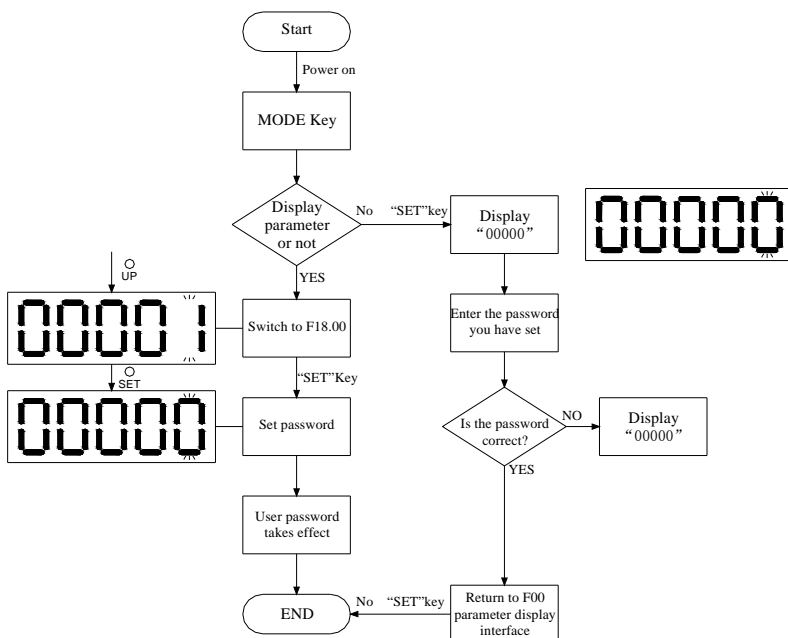 Start
Power on
MODE Key
Display
parameter
or not
No “SET”key
Display
“00000”
00000
YES
UP
00001
Switch to F18.00
Enter the password
you have set
SET
“SET”Key
00000
Set password
Is the password
correct?
NO
Display
“00000”
YES
User password
takes effect
END
No “SET”key
Return to F00
parameter display
interface